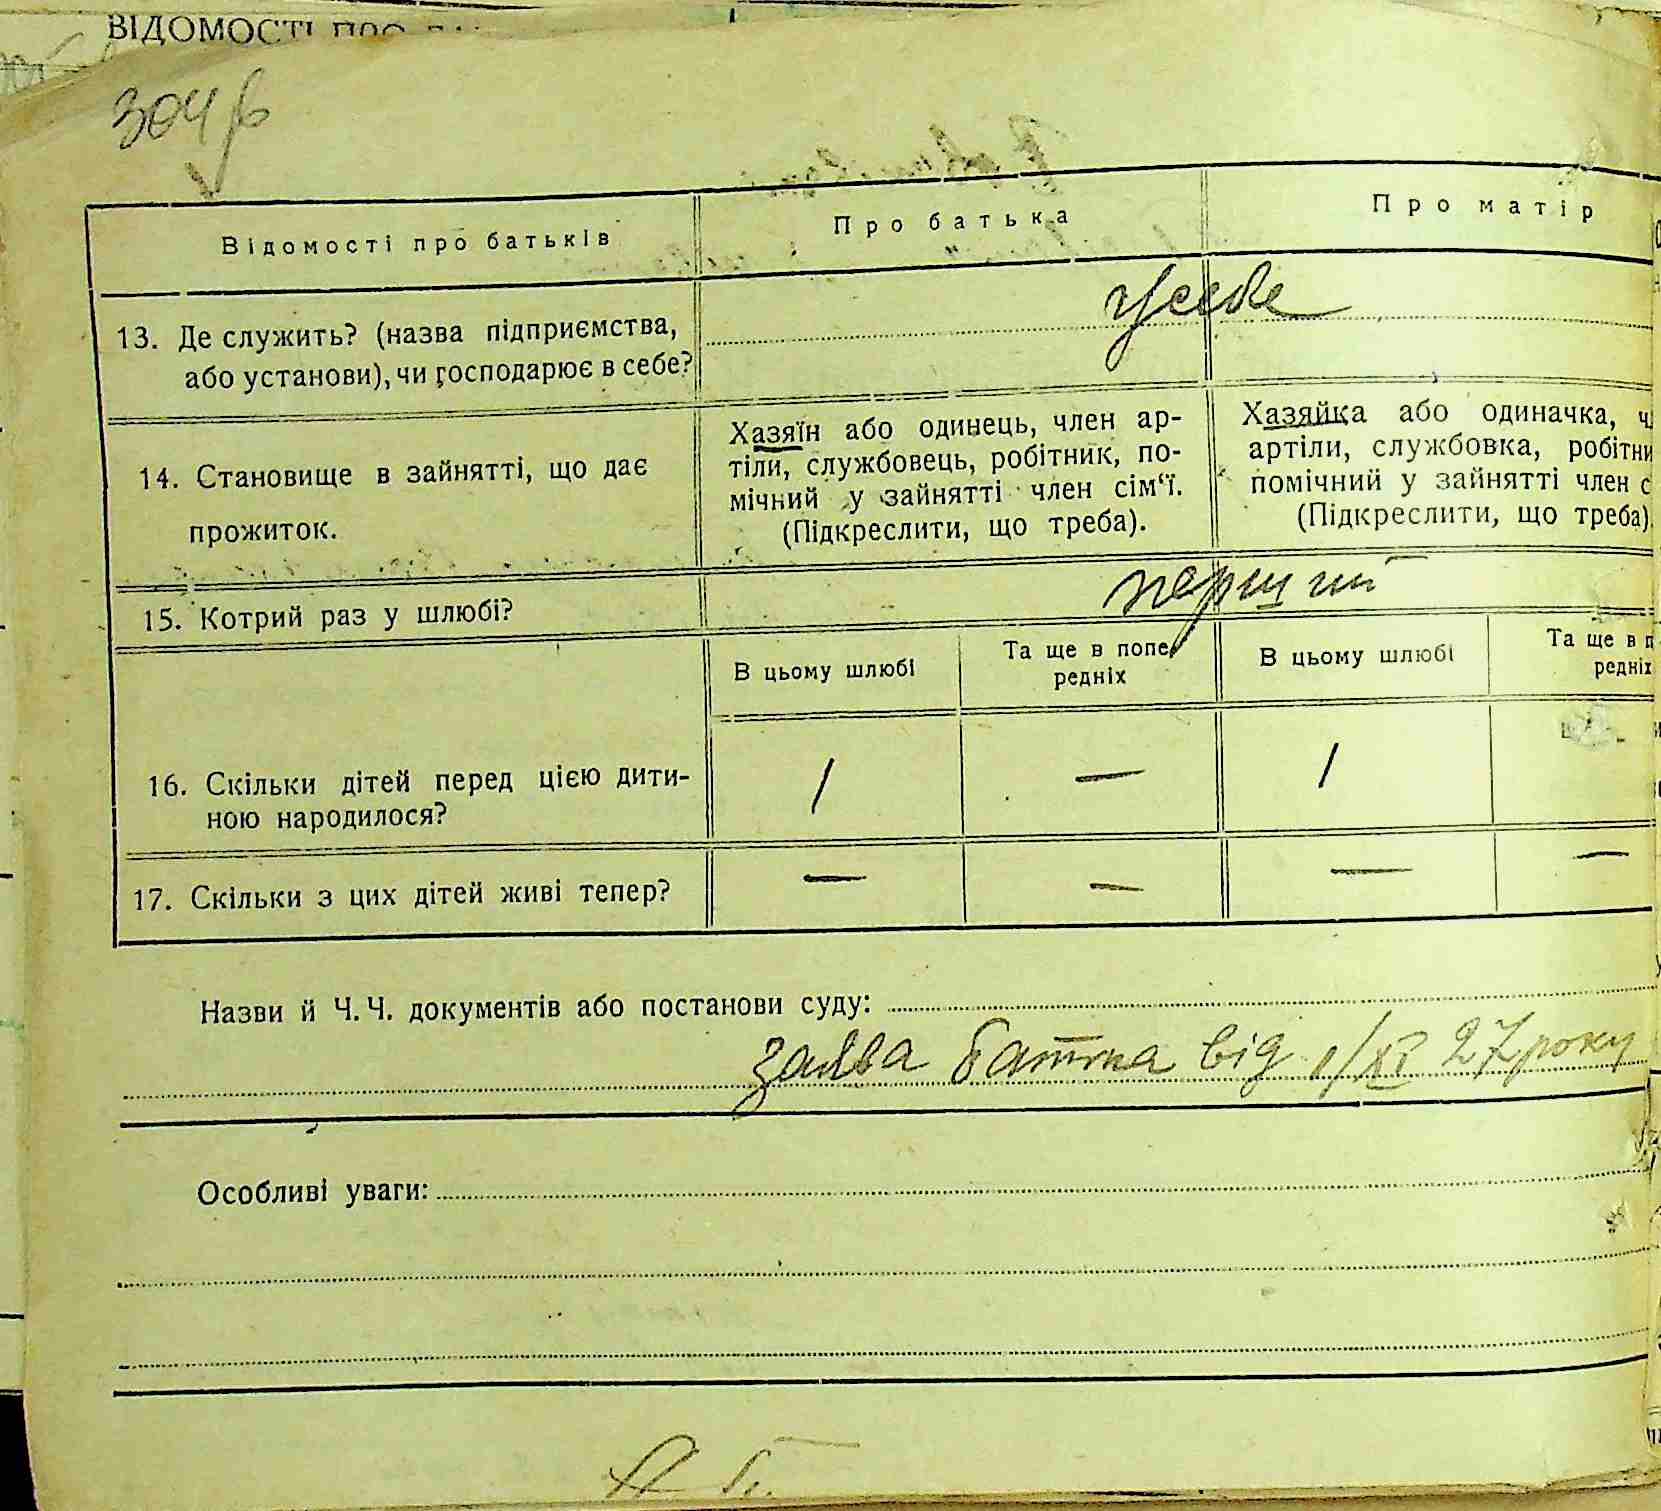 ВІДОМОСТІ ПРО
304
Відомості про батьків
Про батька
Про матір
13. Де служить? (назва підприємства,
або установи), чи господарює в себе?
у себе
14. Становище в зайнятті, що дає
прожиток.
Хазяїн або одинець, член ар-
тіли, службовець, робітник, по-
мічний у зайнятті член сім‘ї.
(Підкреслити, що треба).
Хазяйка або одиначка, ч
артіли, службовка, робітни
помічний у зайнятті член с
(Підкреслити, що треба)
15. Котрий раз у шлюбі?
перший
В цьому шлюбі
Та ще в попе-
редніх
В цьому шлюбі
Та ще в п
редніх
16. Скільки дітей перед цією дити-
ною народилося?
1 — 1
17. Скільки з цих дітей живі тепер?
— — — —
Назви й Ч.Ч. документів або постанови суду:
заява батька від 1/XI 27 року
Особливі уваги: